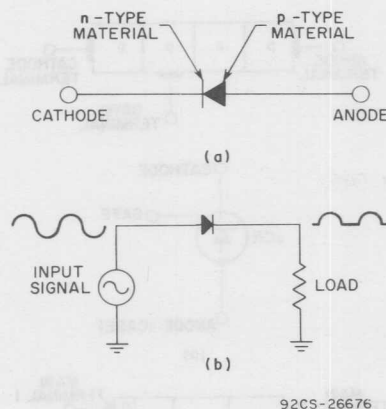 n-TYPE MATERIAL
p-TYPE MATERIAL
CATHODE
ANODE
(a)
INPUT SIGNAL
LOAD
(b)
92CS-26676